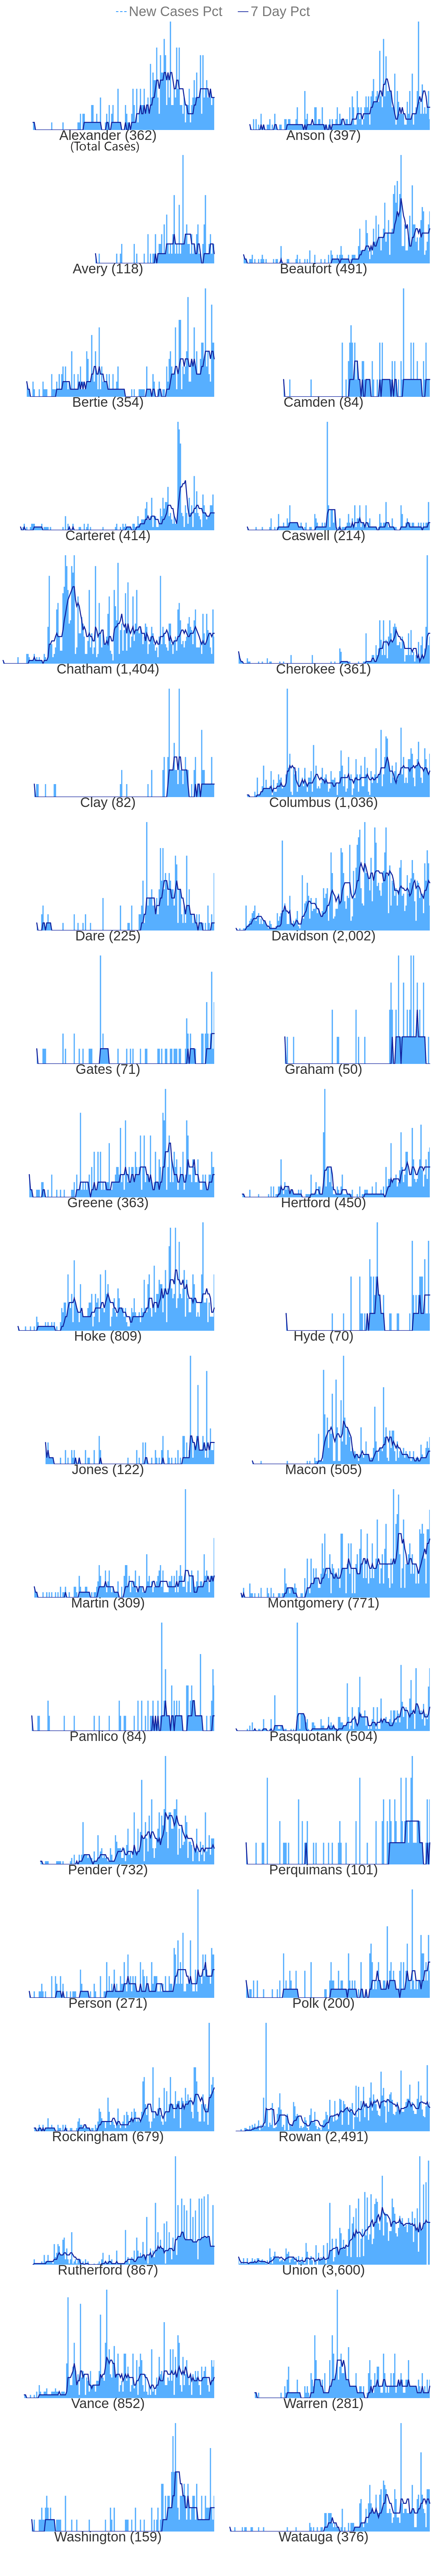 New Cases Pct 7 Day Pct
Alexander (362) Anson (397)
(Total Cases)
Avery (118) Beaufort (491)
Bertie (354) Camden (84)
Carteret (414) Caswell (214)
Chatham (1,404) Cherokee (361)
Clay (82) Columbus (1,036)
Dare (225) Davidson (2,002)
Gates (71) Graham (50)
Greene (363) Hertford (450)
Hoke (809) Hyde (70)
Jones (122) Macon (505)
Martin (309) Montgomery (771)
Pamlico (84) Pasquotank (504)
Pender (732) Perquimans (101)
Person (271) Polk (200)
Rockingham (679) Rowan (2,491)
Rutherford (867) Union (3,600)
Vance (852) Warren (281)
Washington (159) Watauga (376)